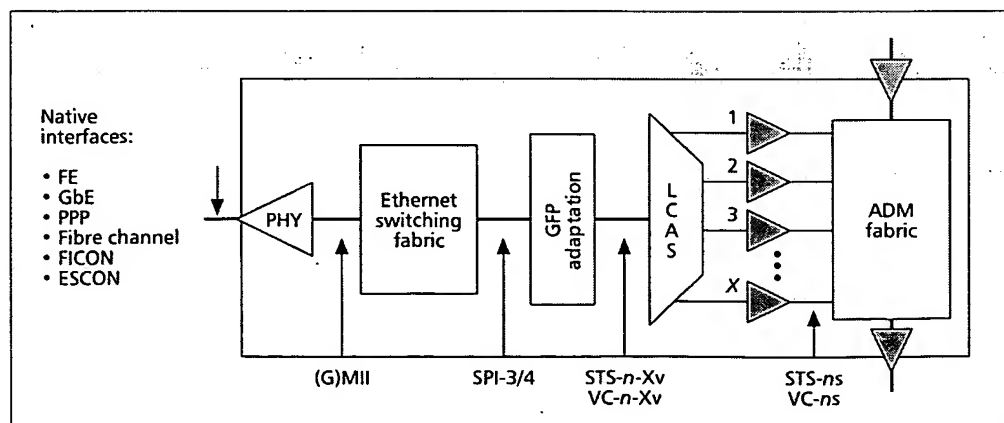 Native
interfaces:
• FE
• GbE
• PPP
• Fibre channel
• FICON
• ESCON
PHY
Ethernet
switching
fabric
GFP
adaptation
LCAS
1
2
3
X
ADM
fabric
(G)MII
SPI-3/4
STS-n-Xv
VC-n-Xv
STS-ns
VC-ns